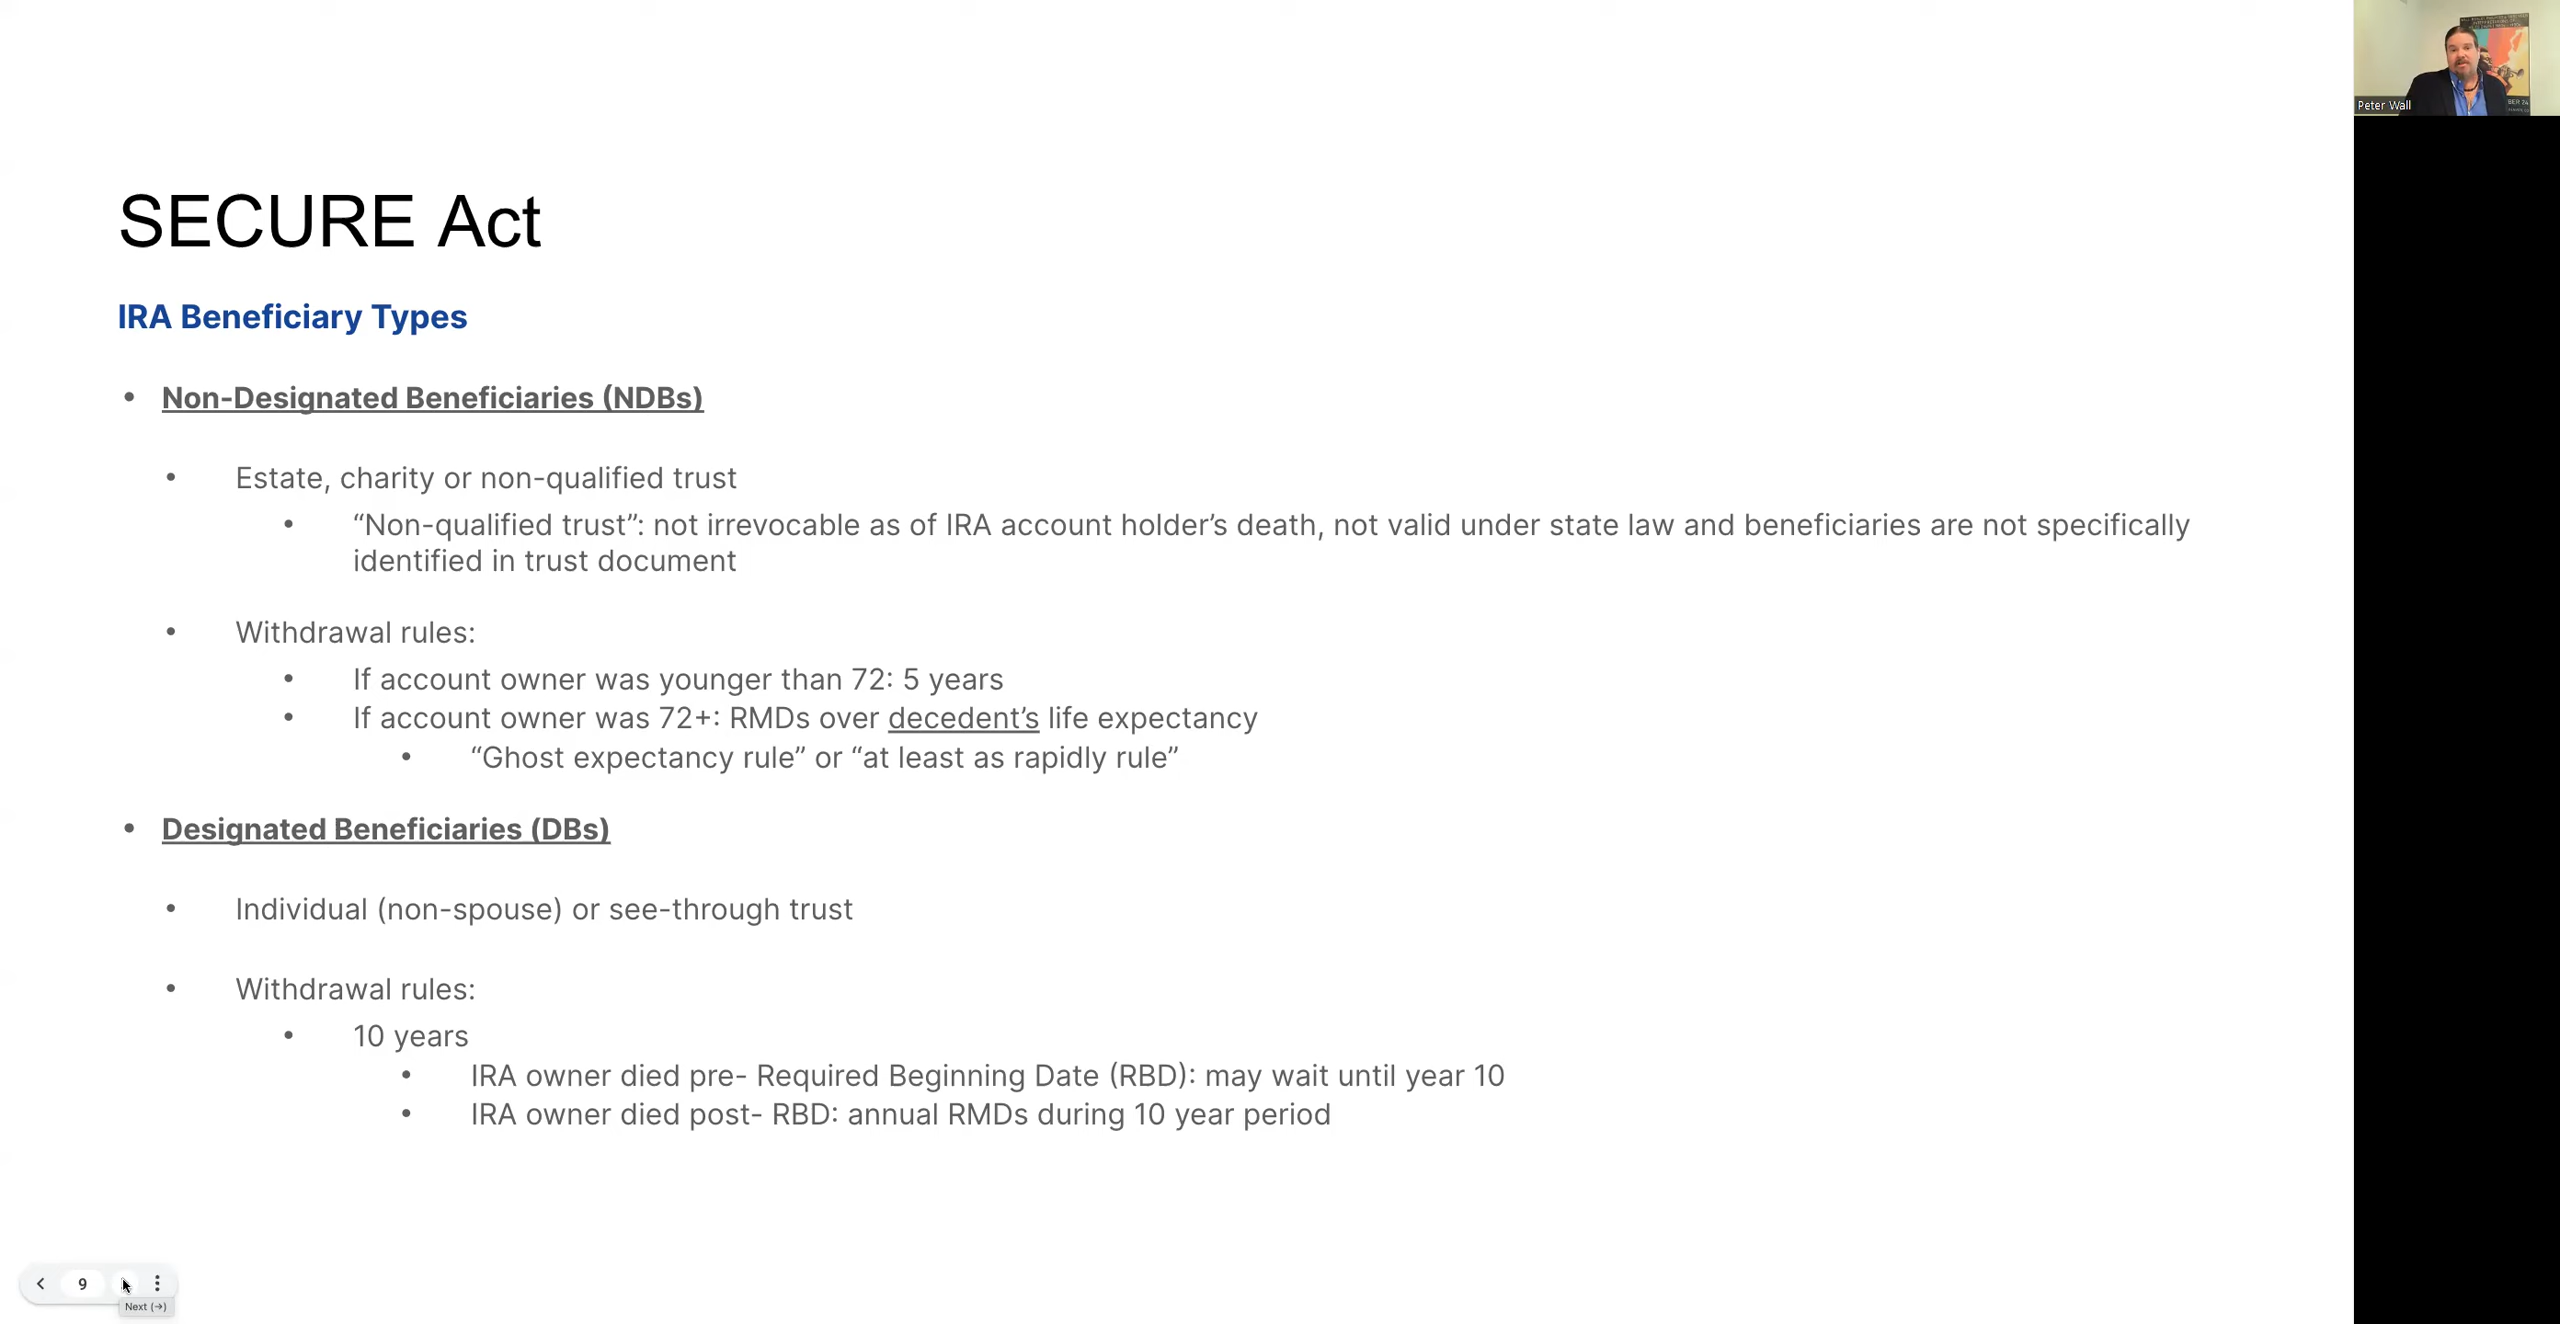 SECURE Act
IRA Beneficiary Types
• Non-Designated Beneficiaries (NDBs)
• Estate, charity or non-qualified trust
• “Non-qualified trust”: not irrevocable as of IRA account holder’s death, not valid under state law and beneficiaries are not specifically
identified in trust document
• Withdrawal rules:
• If account owner was younger than 72: 5 years
• If account owner was 72+: RMDs over decedent’s life expectancy
• “Ghost expectancy rule” or “at least as rapidly rule”
• Designated Beneficiaries (DBs)
• Individual (non-spouse) or see-through trust
• Withdrawal rules:
• 10 years
• IRA owner died pre- Required Beginning Date (RBD): may wait until year 10
• IRA owner died post- RBD: annual RMDs during 10 year period
9
Next (→)
Peter Wall
BER 24